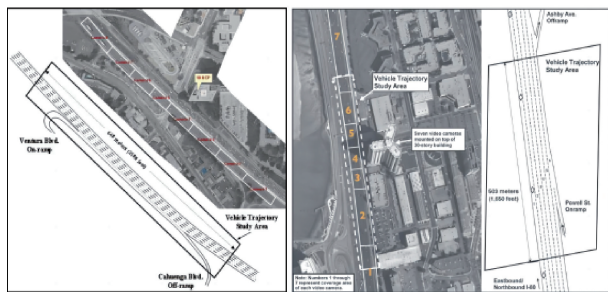 Ventura Blvd.
On-ramp
Vehicle Trajectory
Study Area
Cahuenga Blvd.
Off-ramp
7
6
5
4
3
2
1
Vehicle Trajectory
Study Area
Seven video cameras
mounted on top of
30-story building
Note: Numbers 1 through
7 represent coverage area
of each video camera.
Ashby Ave.
Offramp
Vehicle Trajectory
Study Area
503 meters
(1,650 feet)
Powell St.
Onramp
Eastbound/
Northbound I-80